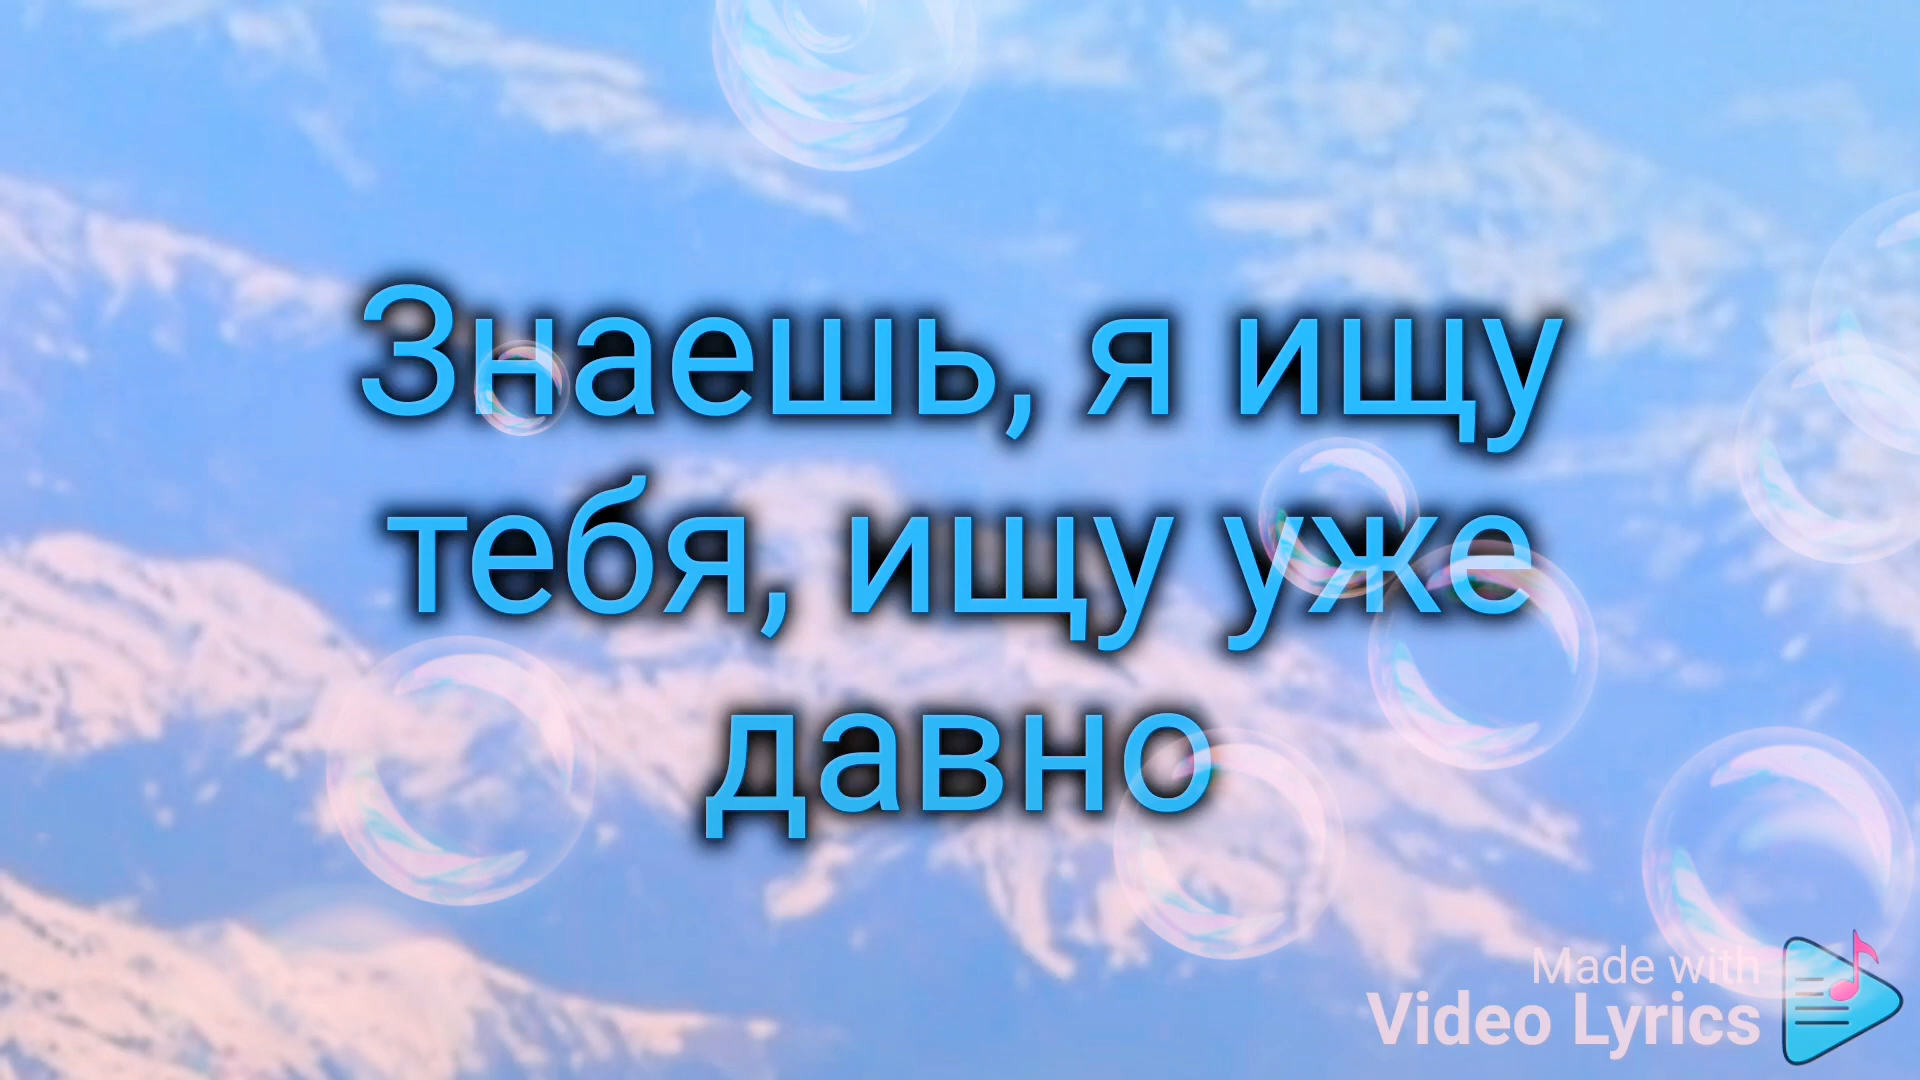 Знаешь, я ищу
тебя, ищу уже
давно
Made with
Video Lyrics